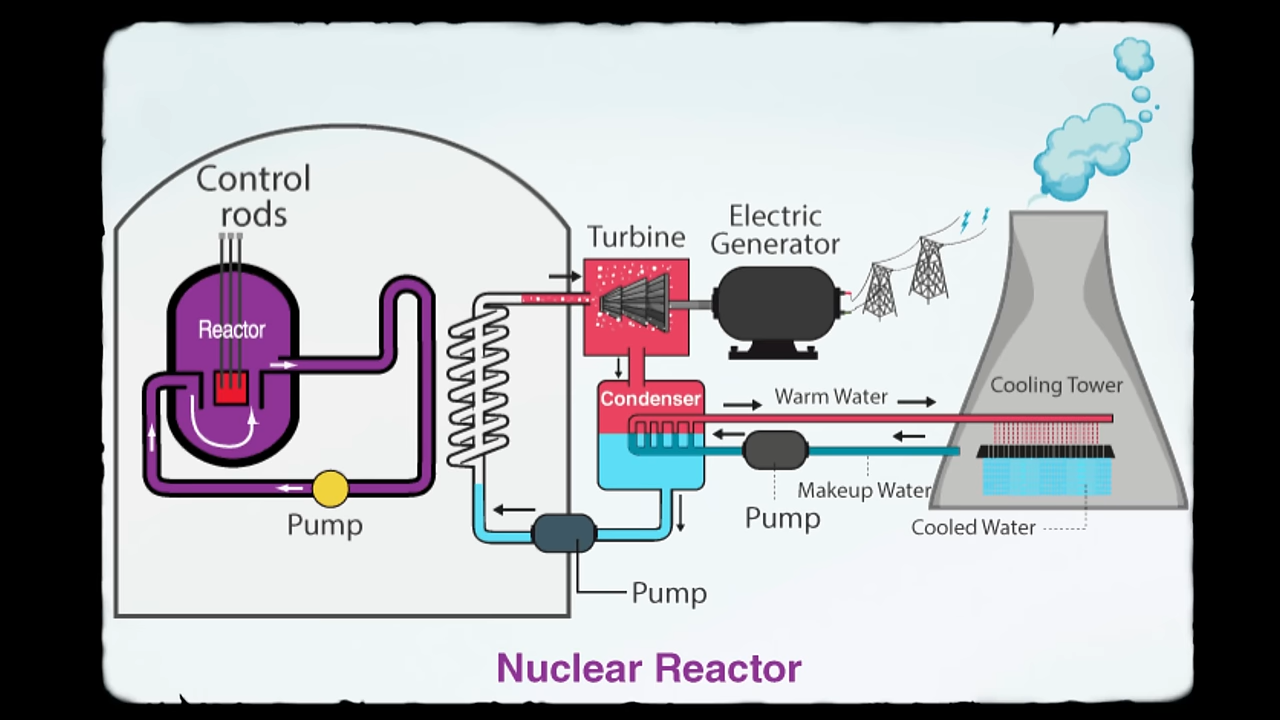 Control
rods
Reactor
Pump
Turbine
Electric
Generator
Condenser
Warm Water
Cooling Tower
Makeup Water
Pump
Cooled Water
Pump
Nuclear Reactor